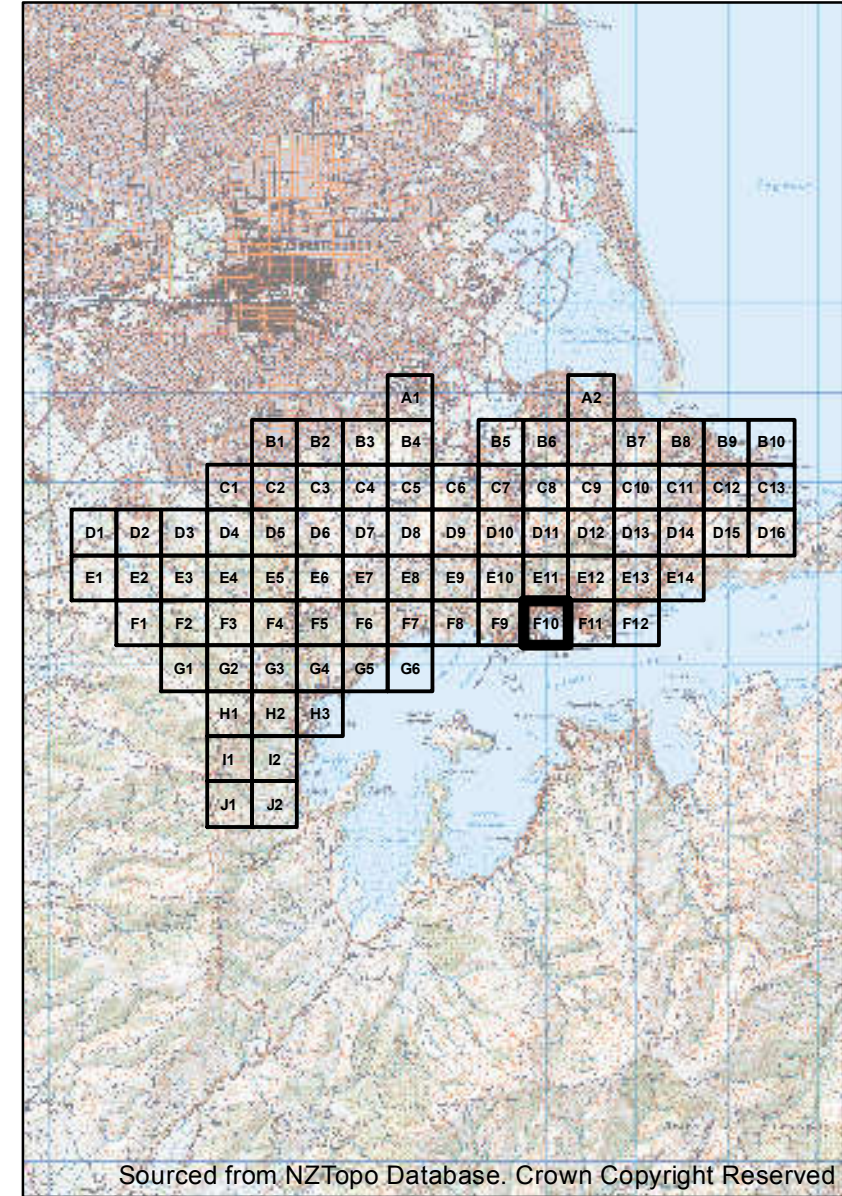 A1 A2
B1 B2 B3 B4 B5 B6 B7 B8 B9 B10
C1 C2 C3 C4 C5 C6 C7 C8 C9 C10 C11 C12 C13
D1 D2 D3 D4 D5 D6 D7 D8 D9 D10 D11 D12 D13 D14 D15 D16
E1 E2 E3 E4 E5 E6 E7 E8 E9 E10 E11 E12 E13 E14
F1 F2 F3 F4 F5 F6 F7 F8 F9 F10 F11 F12
G1 G2 G3 G4 G5 G6
H1 H2 H3
I1 I2
J1 J2
Sourced from NZTopo Database. Crown Copyright Reserved